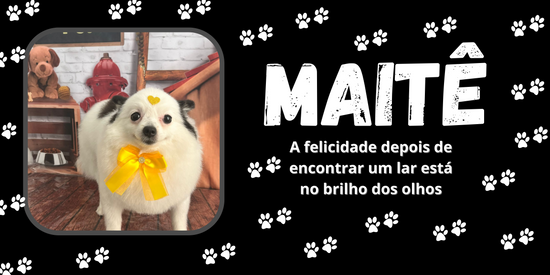 MAITÊ
A felicidade depois de
encontrar um lar está
no brilho dos olhos